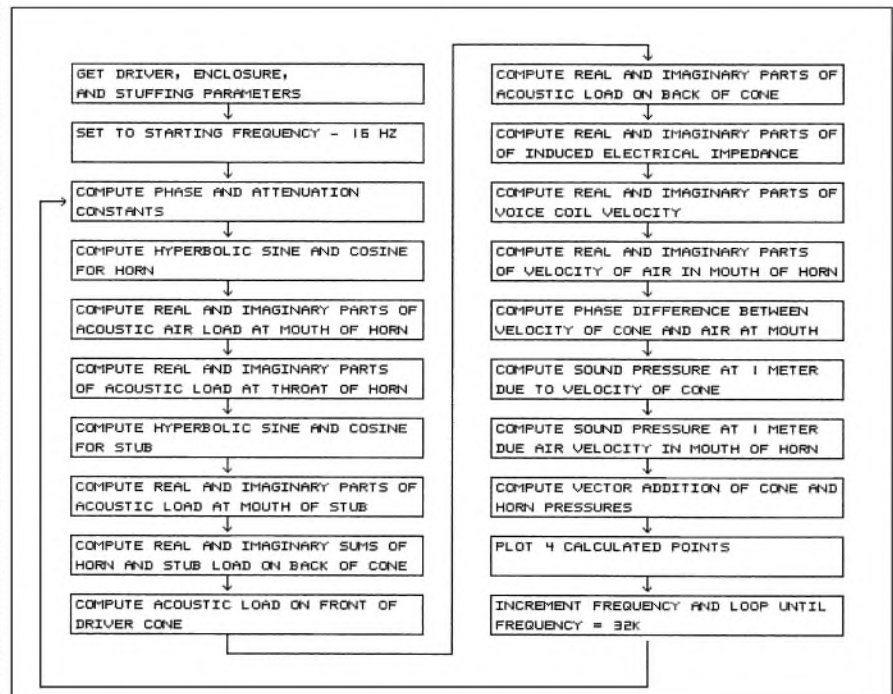 GET DRIVER, ENCLOSURE,
AND STUFFING PARAMETERS
SET TO STARTING FREQUENCY - 16 HZ
COMPUTE PHASE AND ATTENUATION
CONSTANTS
COMPUTE HYPERBOLIC SINE AND COSINE
FOR HORN
COMPUTE REAL AND IMAGINARY PARTS OF
ACOUSTIC AIR LOAD AT MOUTH OF HORN
COMPUTE REAL AND IMAGINARY PARTS
OF ACOUSTIC LOAD AT THROAT OF HORN
COMPUTE HYPERBOLIC SINE AND COSINE
FOR STUB
COMPUTE REAL AND IMAGINARY PARTS OF
ACOUSTIC LOAD AT MOUTH OF STUB
COMPUTE REAL AND IMAGINARY SUMS OF
HORN AND STUB LOAD ON BACK OF CONE
COMPUTE ACOUSTIC LOAD ON FRONT OF
DRIVER CONE
COMPUTE REAL AND IMAGINARY PARTS OF
ACOUSTIC LOAD ON BACK OF CONE
COMPUTE REAL AND IMAGINARY PARTS OF
OF INDUCED ELECTRICAL IMPEDANCE
COMPUTE REAL AND IMAGINARY PARTS OF
VOICE COIL VELOCITY
COMPUTE REAL AND IMAGINARY PARTS
OF VELOCITY OF AIR IN MOUTH OF HORN
COMPUTE PHASE DIFFERENCE BETWEEN
VELOCITY OF CONE AND AIR AT MOUTH
COMPUTE SOUND PRESSURE AT 1 METER
DUE TO VELOCITY OF CONE
COMPUTE SOUND PRESSURE AT 1 METER
DUE AIR VELOCITY IN MOUTH OF HORN
COMPUTE VECTOR ADDITION OF CONE AND
HORN PRESSURES
PLOT 4 CALCULATED POINTS
INCREMENT FREQUENCY AND LOOP UNTIL
FREQUENCY = 32K